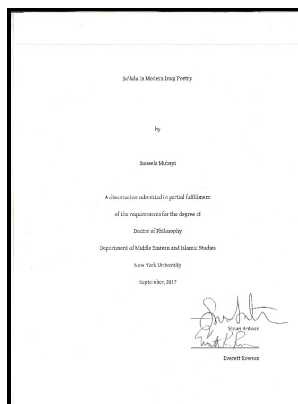 Ṣaʿlaka in Modern Iraqi Poetry
by
Suneela Mubayi
A dissertation submitted in partial fulfillment
of the requirements for the degree of
Doctor of Philosophy
Department of Middle Eastern and Islamic Studies
New York University
September, 2017
Sinan Antoon
Everett Rowson